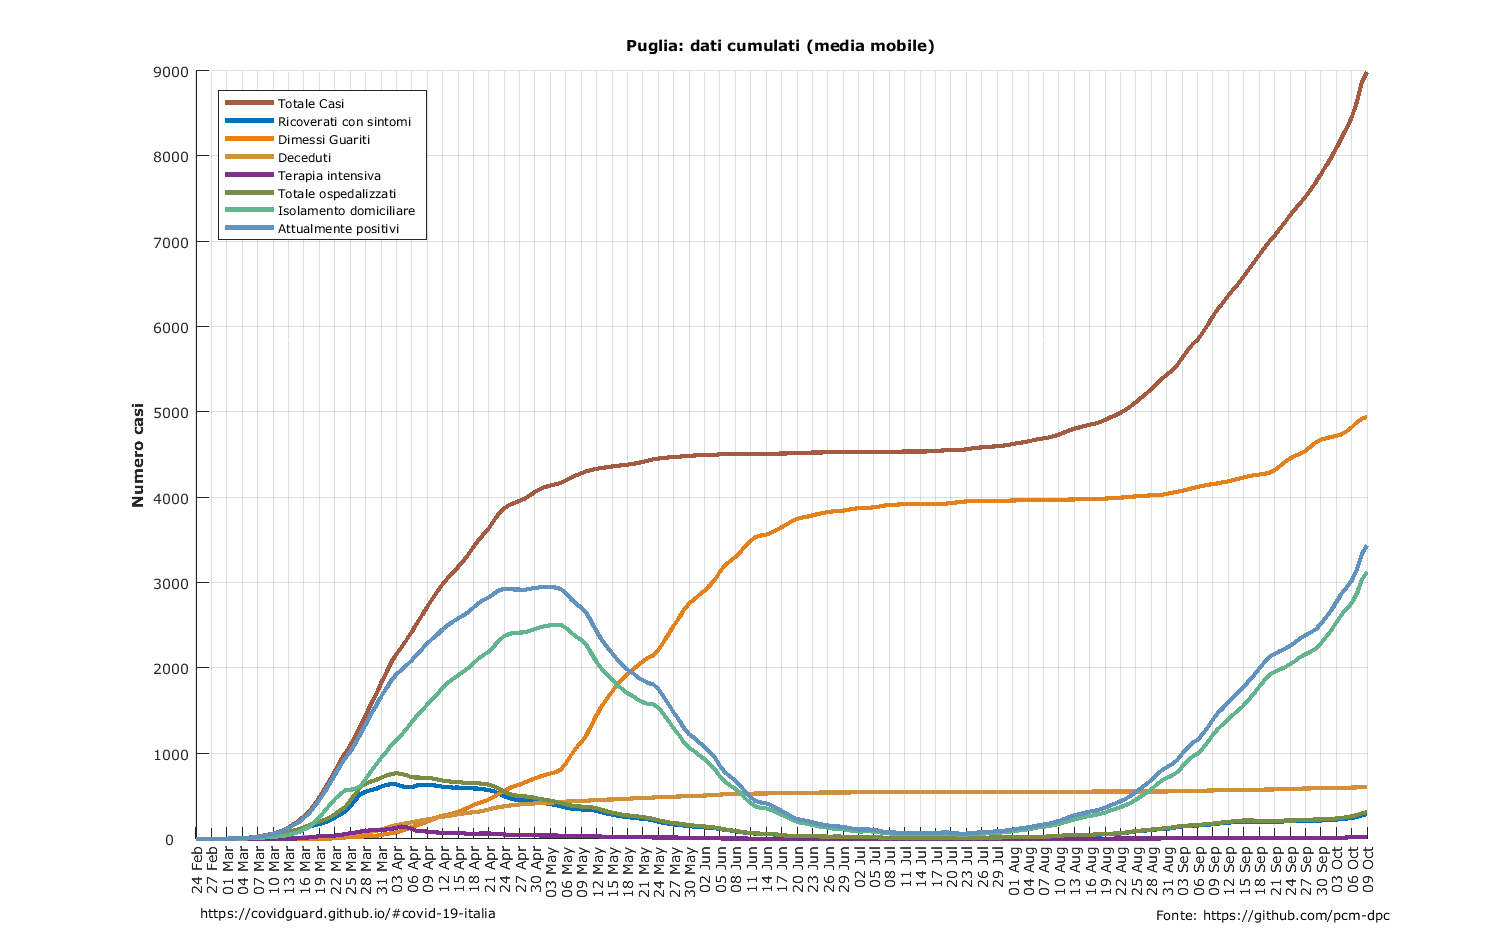 Puglia: dati cumulati (media mobile)
Numero casi
9000
8000
7000
6000
5000
4000
3000
2000
1000
0
Totale Casi
Ricoverati con sintomi
Dimessi Guariti
Deceduti
Terapia intensiva
Totale ospedalizzati
Isolamento domiciliare
Attualmente positivi
24 Feb
27 Feb
01 Mar
04 Mar
07 Mar
10 Mar
13 Mar
16 Mar
19 Mar
22 Mar
25 Mar
28 Mar
31 Mar
03 Apr
06 Apr
09 Apr
12 Apr
15 Apr
18 Apr
21 Apr
24 Apr
27 Apr
30 Apr
03 May
06 May
09 May
12 May
15 May
18 May
21 May
24 May
27 May
30 May
02 Jun
05 Jun
08 Jun
11 Jun
14 Jun
17 Jun
20 Jun
23 Jun
26 Jun
29 Jun
02 Jul
05 Jul
08 Jul
11 Jul
14 Jul
17 Jul
20 Jul
23 Jul
26 Jul
29 Jul
01 Aug
04 Aug
07 Aug
10 Aug
13 Aug
16 Aug
19 Aug
22 Aug
25 Aug
28 Aug
31 Aug
03 Sep
06 Sep
09 Sep
12 Sep
15 Sep
18 Sep
21 Sep
24 Sep
27 Sep
30 Sep
03 Oct
06 Oct
09 Oct
https://covidguard.github.io/#covid-19-italia
Fonte: https://github.com/pcm-dpc